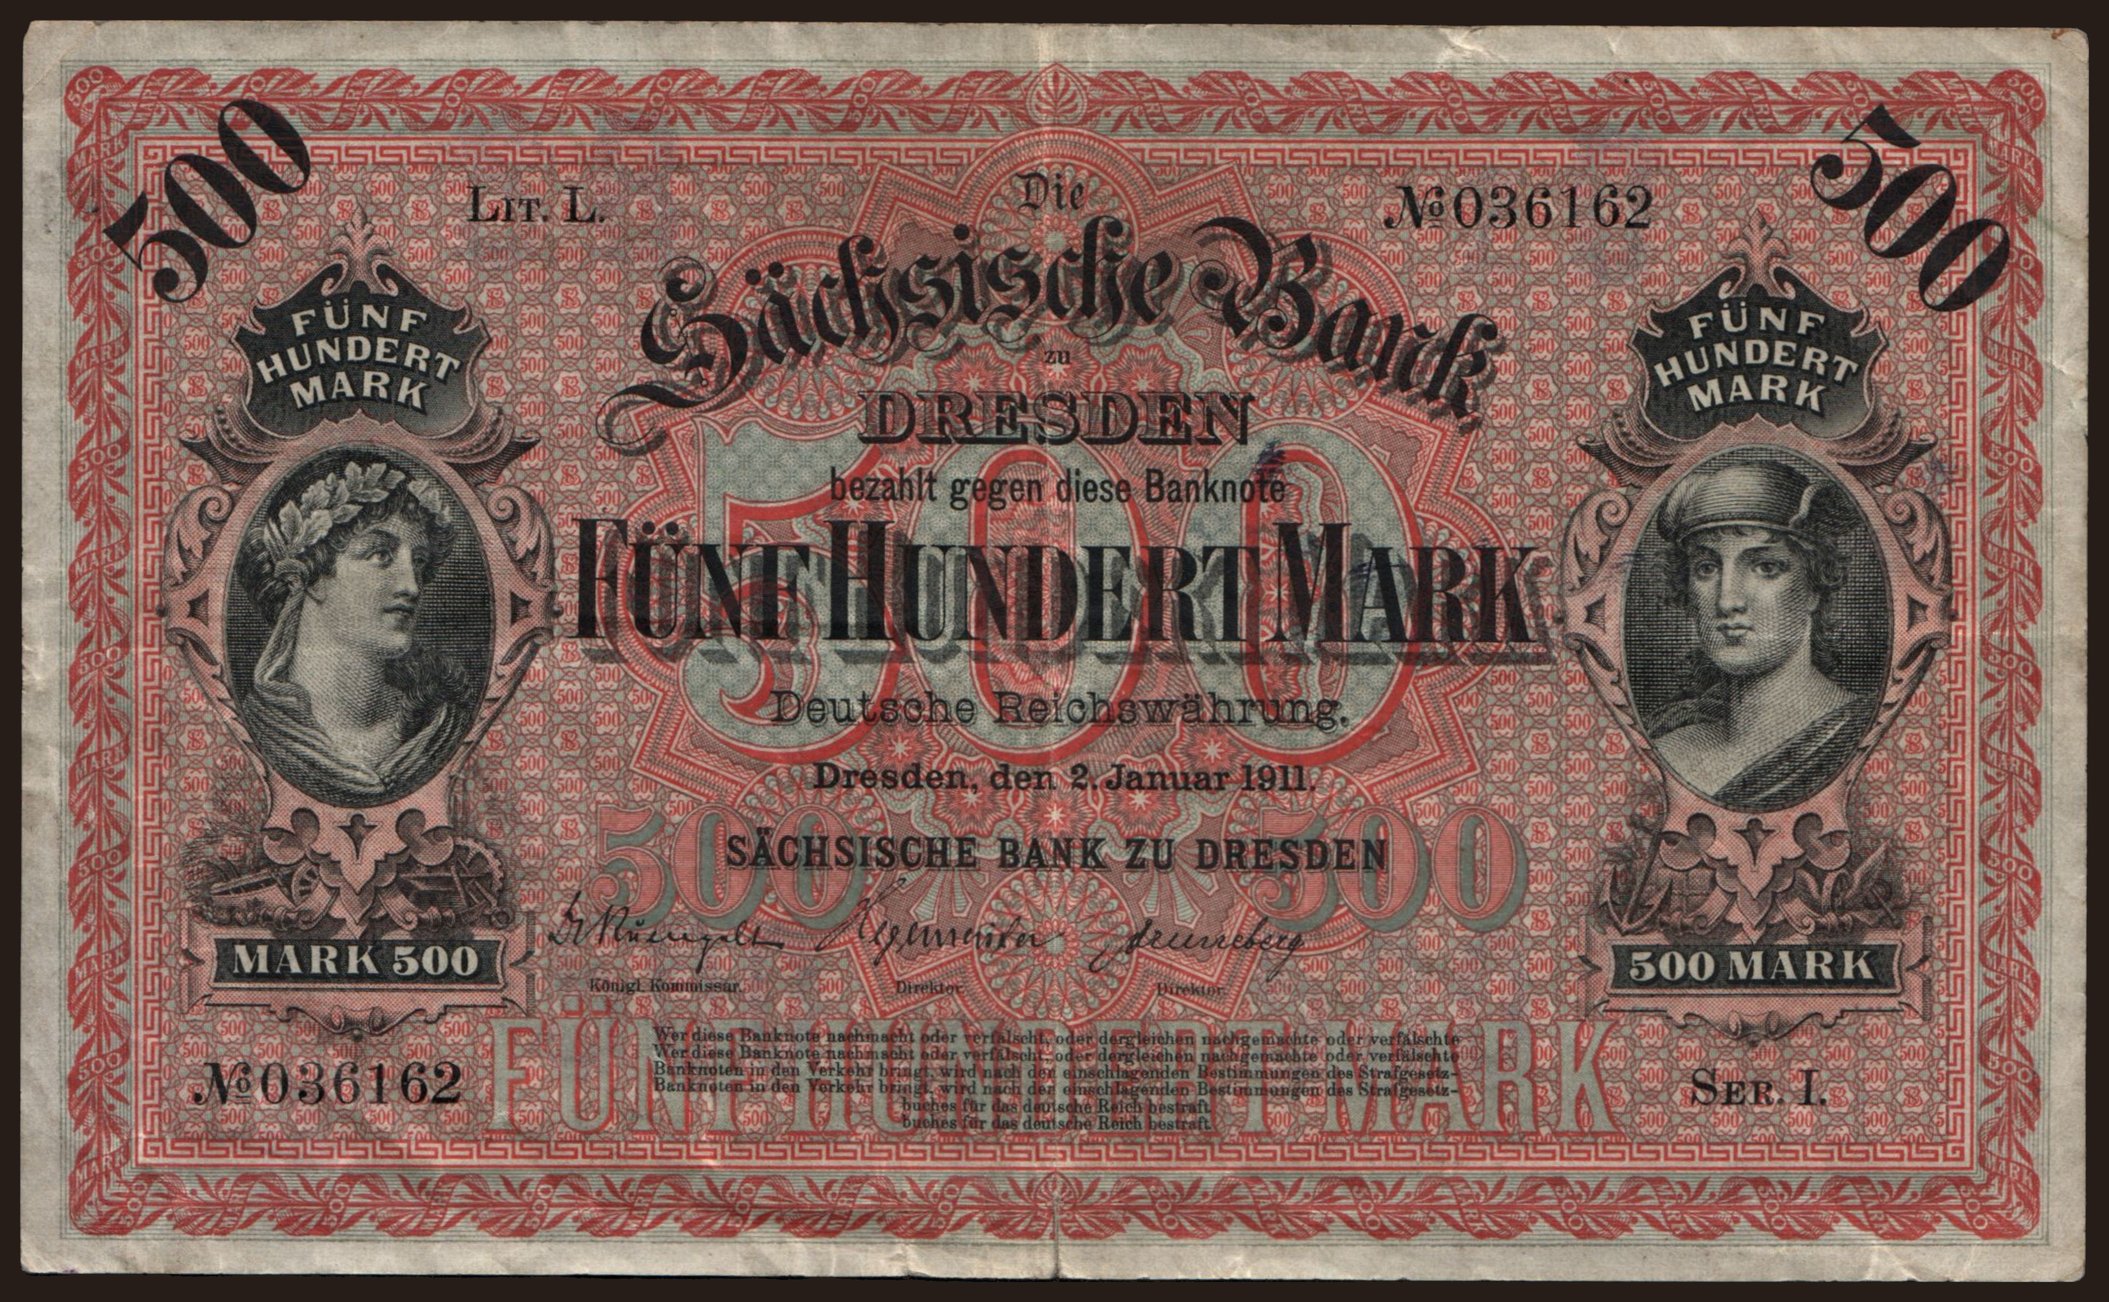 500
500
LIT. L.
№036162
Die
Sächsische Bank
zu
DRESDEN
bezahlt gegen diese Banknote
FÜNF HUNDERT MARK
Deutsche Reichswährung.
Dresden, den 2. Januar 1911.
SÄCHSISCHE BANK ZU DRESDEN
FÜNF
HUNDERT
MARK
FÜNF
HUNDERT
MARK
500
500 500
MARK 500
500 MARK
Königl. Kommissar.
Direktor
Direktor
FÜNFHUNDERT MARK
Wer diese Banknote nachmacht oder verfälscht, oder dergleichen nachgemachte oder verfälschte
Wer diese Banknote nachmacht oder verfälscht, oder dergleichen nachgemachte oder verfälschte
Banknoten in den Verkehr bringt, wird nach den einschlagenden Bestimmungen des Strafgesetz-
Banknoten in den Verkehr bringt, wird nach den einschlagenden Bestimmungen des Strafgesetz-
buches für das deutsche Reich bestraft.
buches für das deutsche Reich bestraft.
№036162
SER. I.